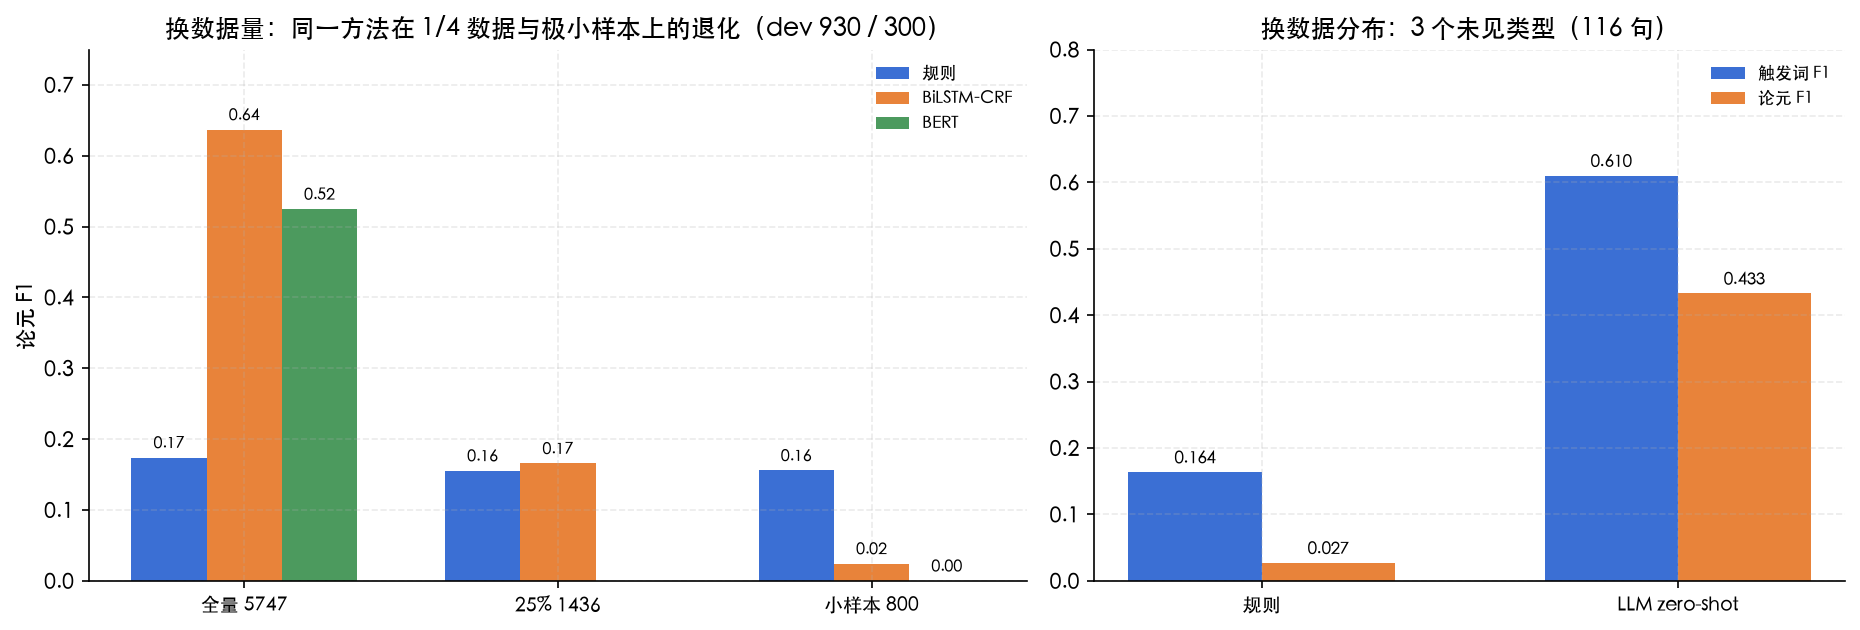 换数据量：同一方法在 1/4 数据与极小样本上的退化（dev 930 / 300）
论元 F1
0.7
0.6
0.5
0.4
0.3
0.2
0.1
0.0
规则
BiLSTM-CRF
BERT
0.17
0.64
0.52
0.16
0.17
0.16
0.02
0.00
全量 5747
25% 1436
小样本 800
换数据分布：3 个未见类型（116 句）
0.8
0.7
0.6
0.5
0.4
0.3
0.2
0.1
0.0
触发词 F1
论元 F1
0.164
0.027
0.610
0.433
规则
LLM zero-shot